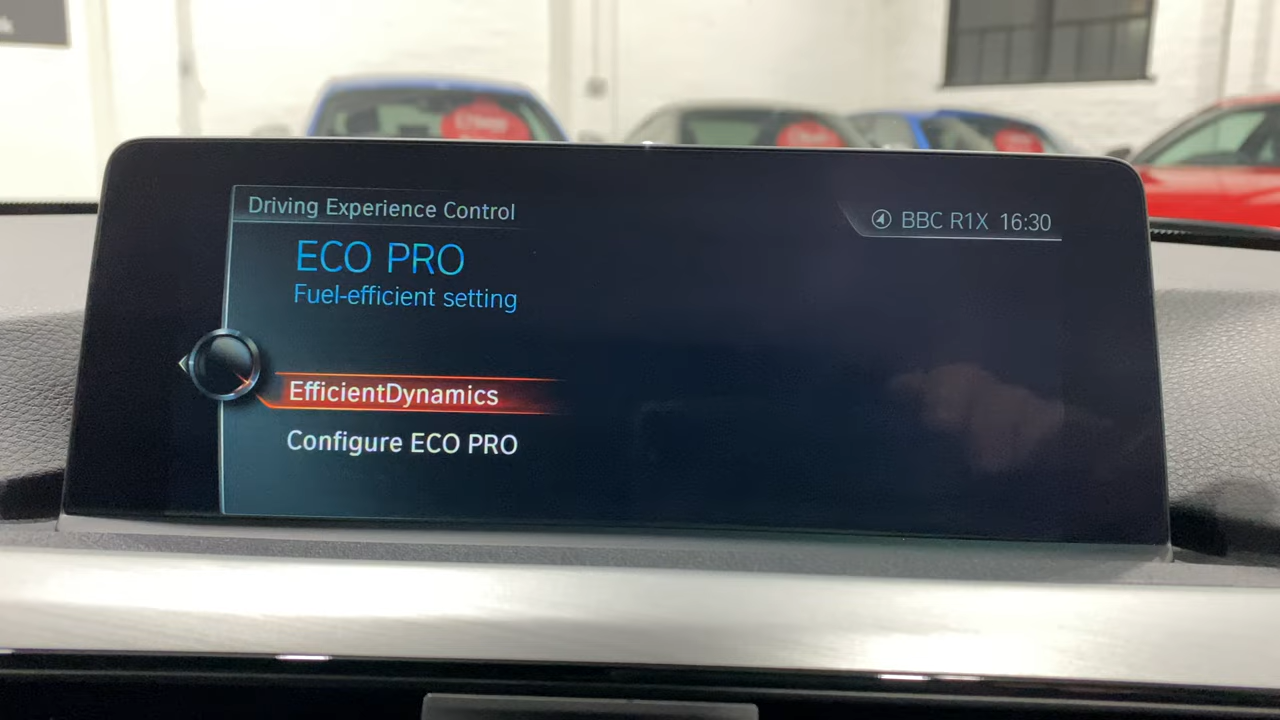 Driving Experience Control
BBC R1X 16:30
ECO PRO
Fuel-efficient setting
EfficientDynamics
Configure ECO PRO